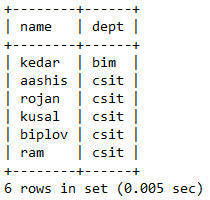 +--------+------+
| name   | dept |
+--------+------+
| kedar  | bim  |
| aashis | csit |
| rojan  | csit |
| kusal  | csit |
| biplov | csit |
| ram    | csit |
+--------+------+
6 rows in set (0.005 sec)